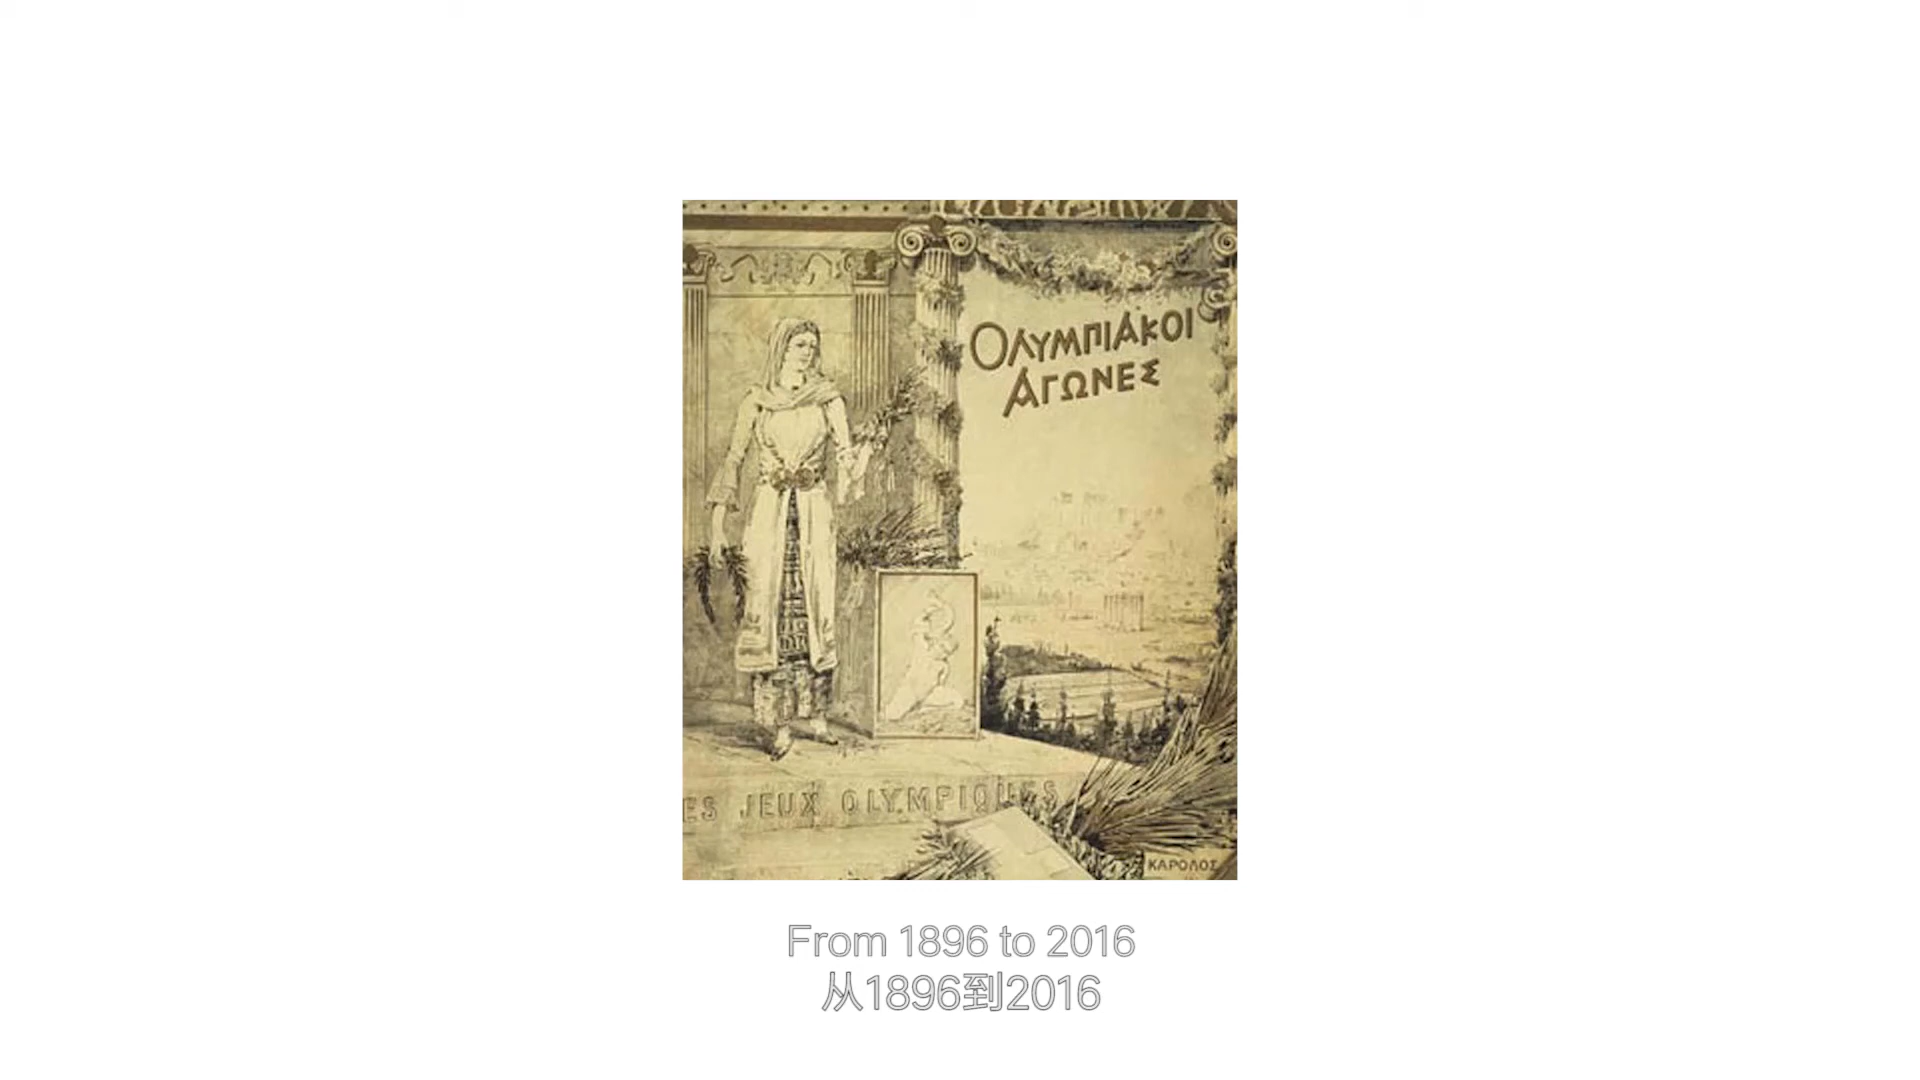 ΟΛΥΜΠΙΑΚΟΙ
ΑΓΩΝΕΣ
ES JEUX OLYMPIQUES
ΚΑΡΟΛΟΣ
From 1896 to 2016
从1896到2016